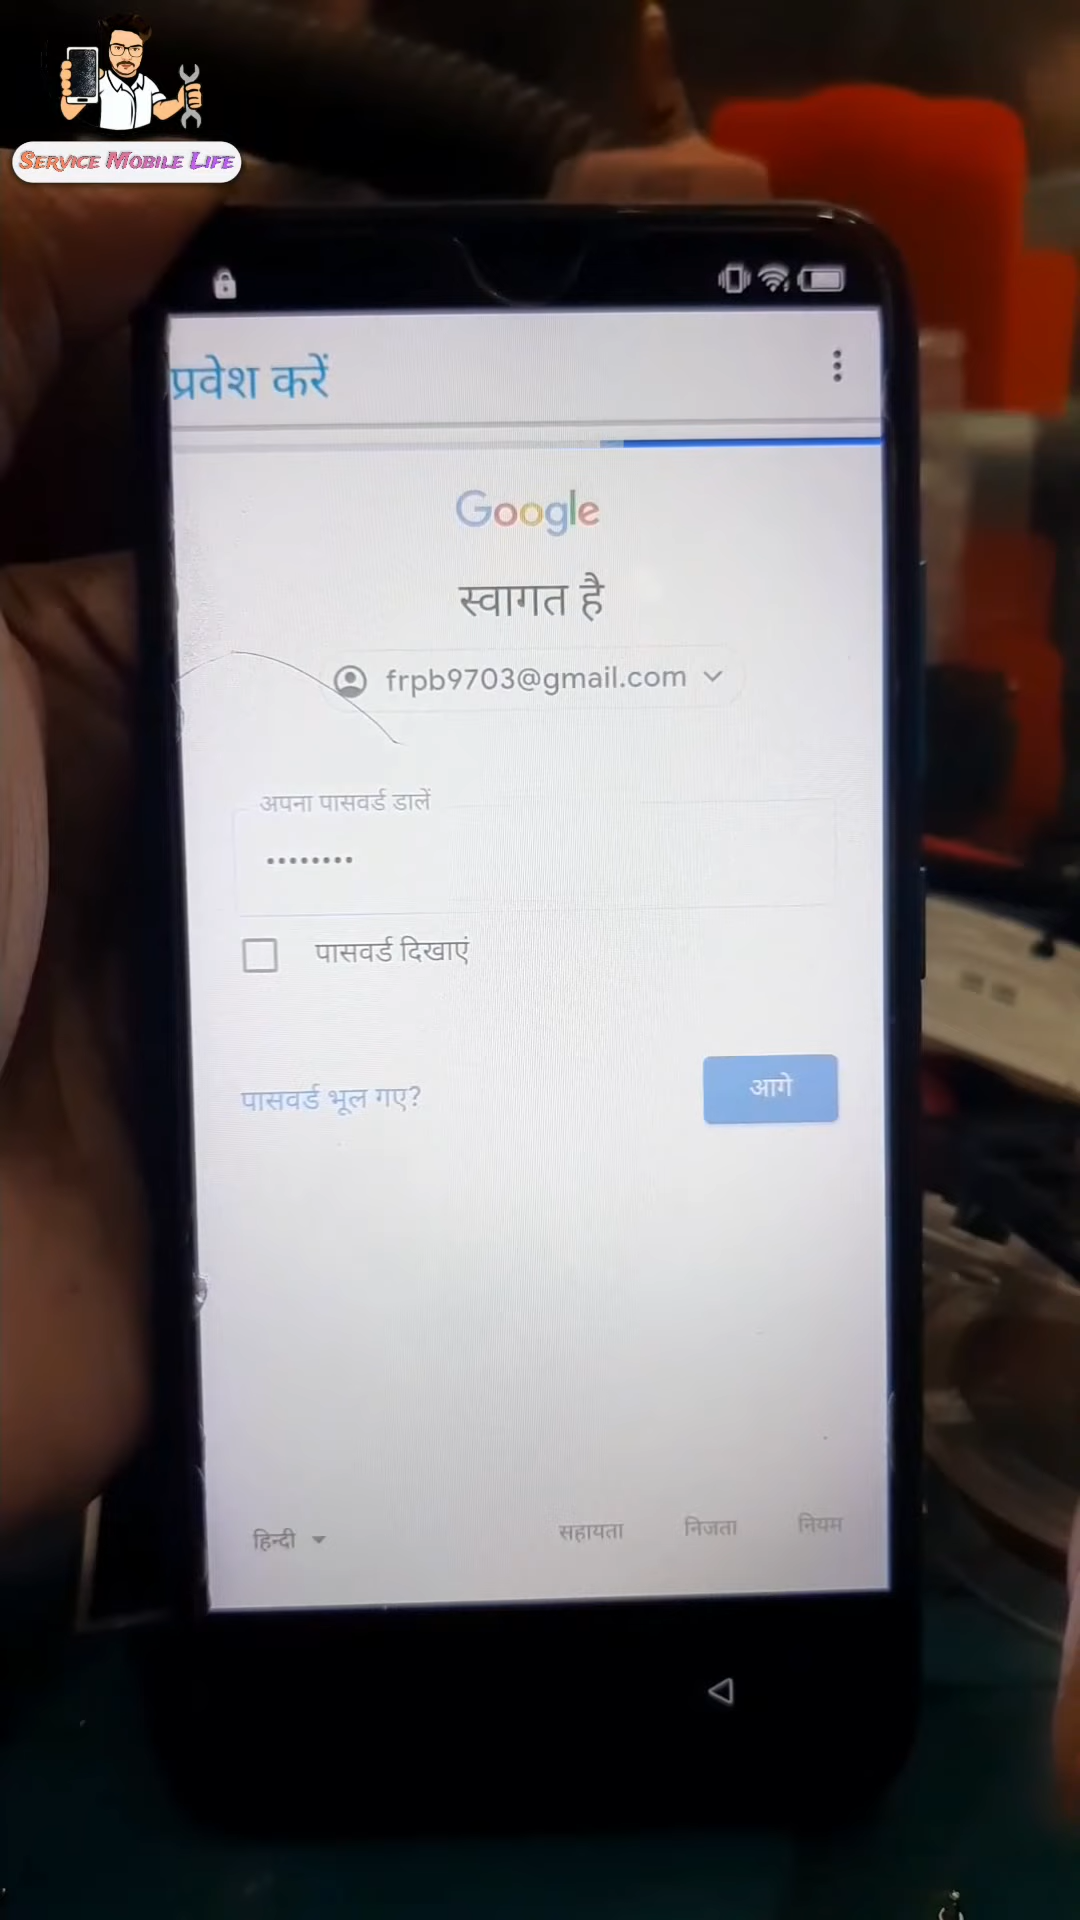 SERVICE MOBILE LIFE
प्रवेश करें
Google
स्वागत है
frpb9703@gmail.com
अपना पासवर्ड डालें
••••••••
पासवर्ड दिखाएं
पासवर्ड भूल गए?
आगे
हिन्दी
सहायता
निजता
नियम